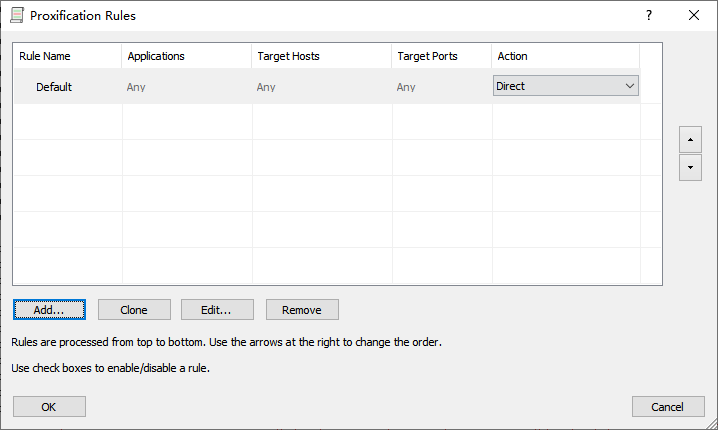 Proxification Rules
?
Rule Name Applications Target Hosts Target Ports Action
Default Any Any Any Direct
Add... Clone Edit... Remove
Rules are processed from top to bottom. Use the arrows at the right to change the order.
Use check boxes to enable/disable a rule.
OK Cancel